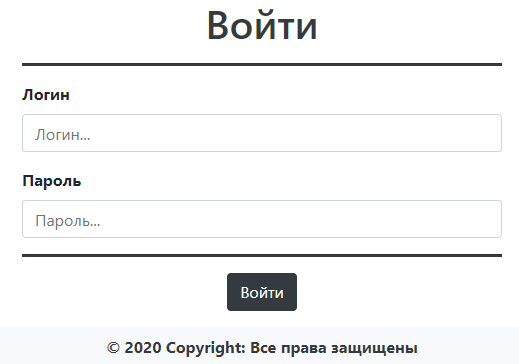 Войти
Логин
Логин...
Пароль
Пароль...
Войти
© 2020 Copyright: Все права защищены